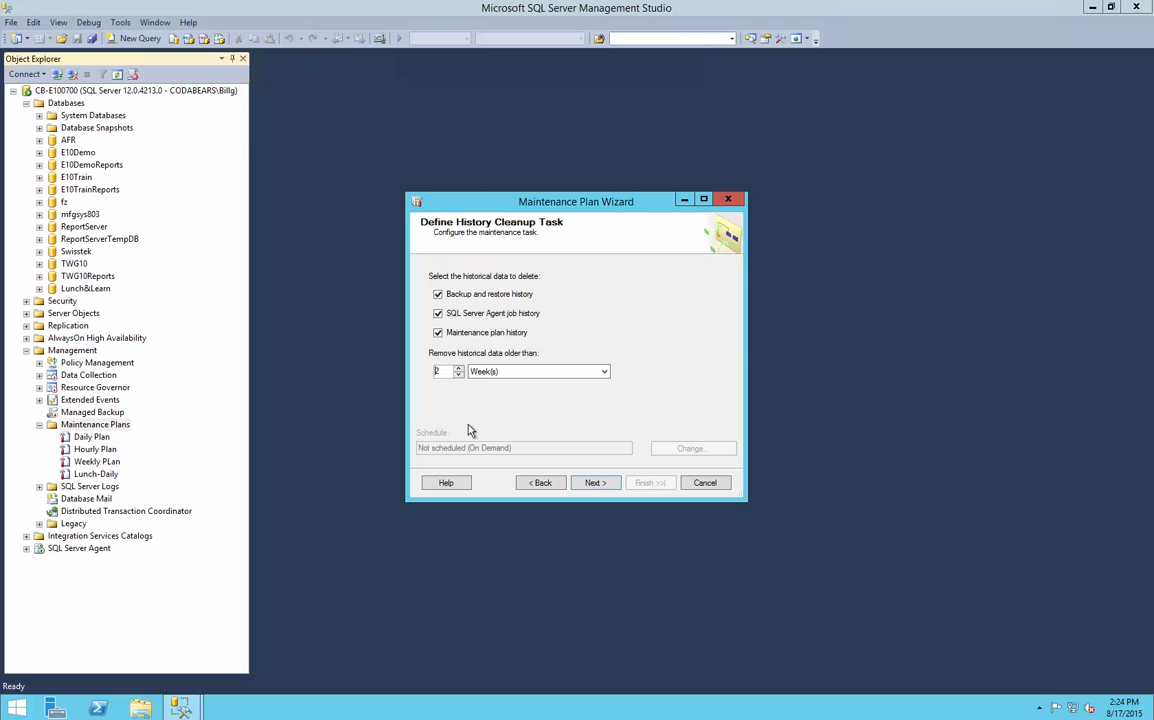 Microsoft SQL Server Management Studio
File Edit View Debug Tools Window Help
New Query
Object Explorer
Connect
CB-E100700 (SQL Server 12.0.4213.0 - CODABEARS\Billg)
Databases
System Databases
Database Snapshots
AFR
E10Demo
E10DemoReports
E10Train
E10TrainReports
fz
mfgsys803
ReportServer
ReportServerTempDB
Swisstek
TWG10
TWG10Reports
Lunch&Learn
Security
Server Objects
Replication
AlwaysOn High Availability
Management
Policy Management
Data Collection
Resource Governor
Extended Events
Managed Backup
Maintenance Plans
Daily Plan
Hourly Plan
Weekly PLan
Lunch-Daily
SQL Server Logs
Database Mail
Distributed Transaction Coordinator
Legacy
Integration Services Catalogs
SQL Server Agent
Maintenance Plan Wizard
Define History Cleanup Task
Configure the maintenance task.
Select the historical data to delete:
Backup and restore history
SQL Server Agent job history
Maintenance plan history
Remove historical data older than:
2 Week(s)
Schedule:
Not scheduled (On Demand) Change...
Help < Back Next > Finish >>| Cancel
Ready
2:24 PM
8/17/2015